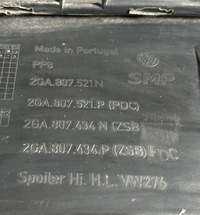 Made in Portugal
PP8
SMP
2GA.807.521N
2GA.807.521.P (PDC)
2GA.807.434 N (ZSB
2GA.807.434.P (ZSB) PDC
Spoiler Hi. H.L. VW276